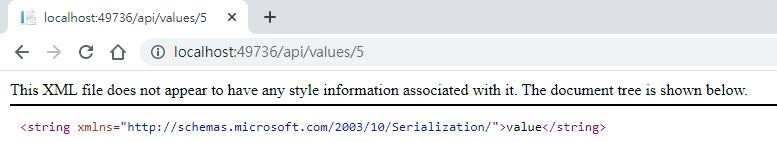 localhost:49736/api/values/5
localhost:49736/api/values/5
This XML file does not appear to have any style information associated with it. The document tree is shown below.
<string xmlns="http://schemas.microsoft.com/2003/10/Serialization/">value</string>